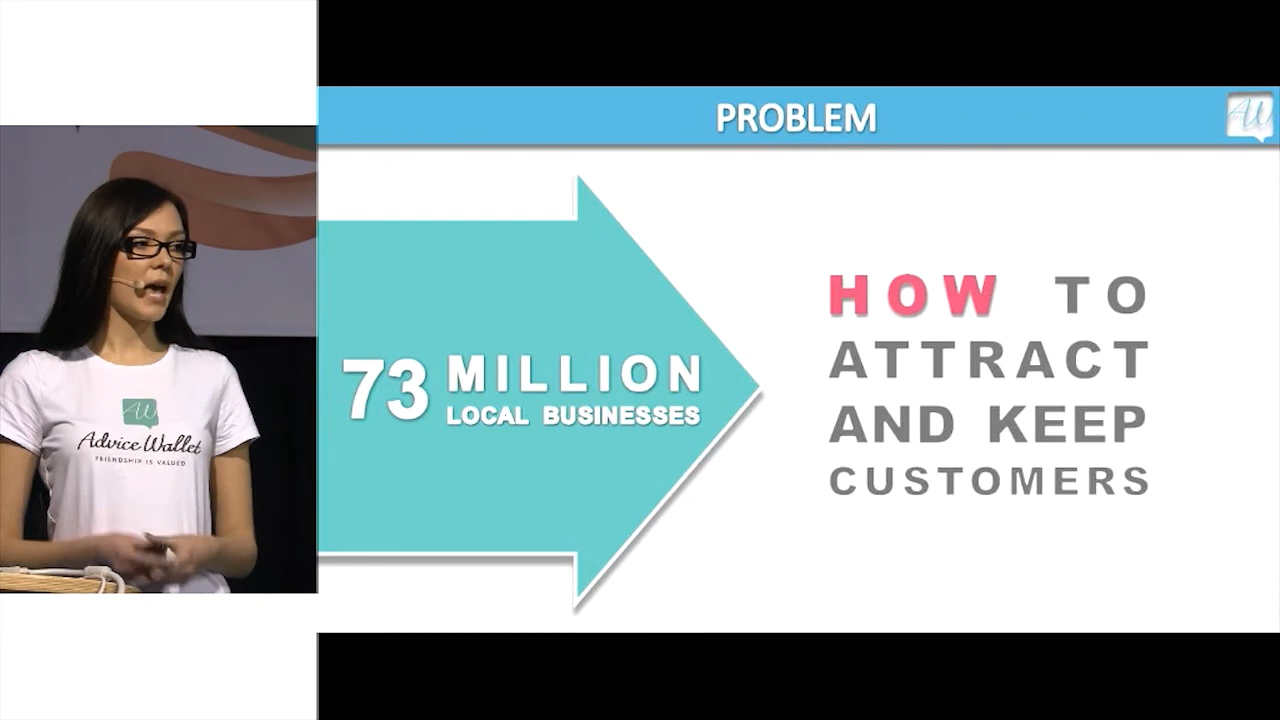 Advice Wallet
FRIENDSHIP IS VALUED
PROBLEM
AW
73 MILLION
LOCAL BUSINESSES
HOW TO
ATTRACT
AND KEEP
CUSTOMERS